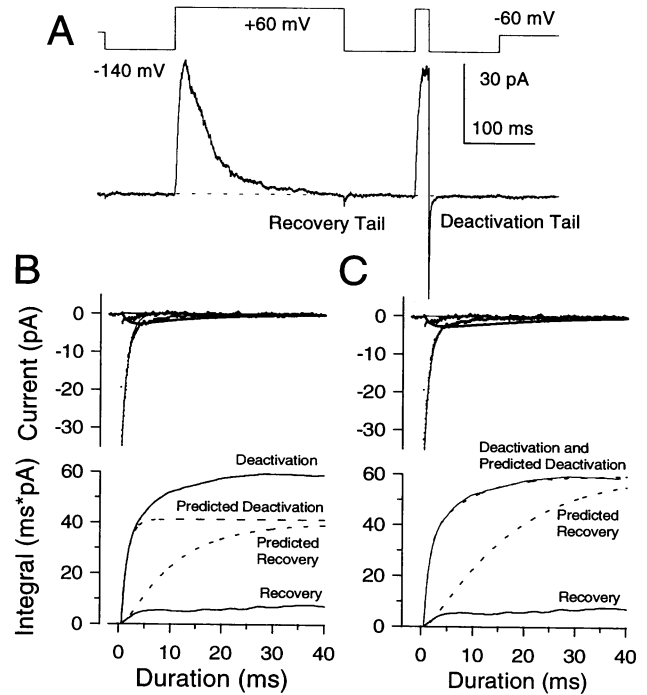 A
+60 mV
-60 mV
-140 mV
30 pA
100 ms
Recovery Tail
Deactivation Tail
B
C
Current (pA)
0
-10
-20
-30
0
-10
-20
-30
Integral (ms*pA)
60
40
20
0
Deactivation
Predicted Deactivation
Predicted
Recovery
Recovery
60
40
20
0
Deactivation and
Predicted Deactivation
Predicted
Recovery
Recovery
0 10 20 30 40
Duration (ms)
0 10 20 30 40
Duration (ms)